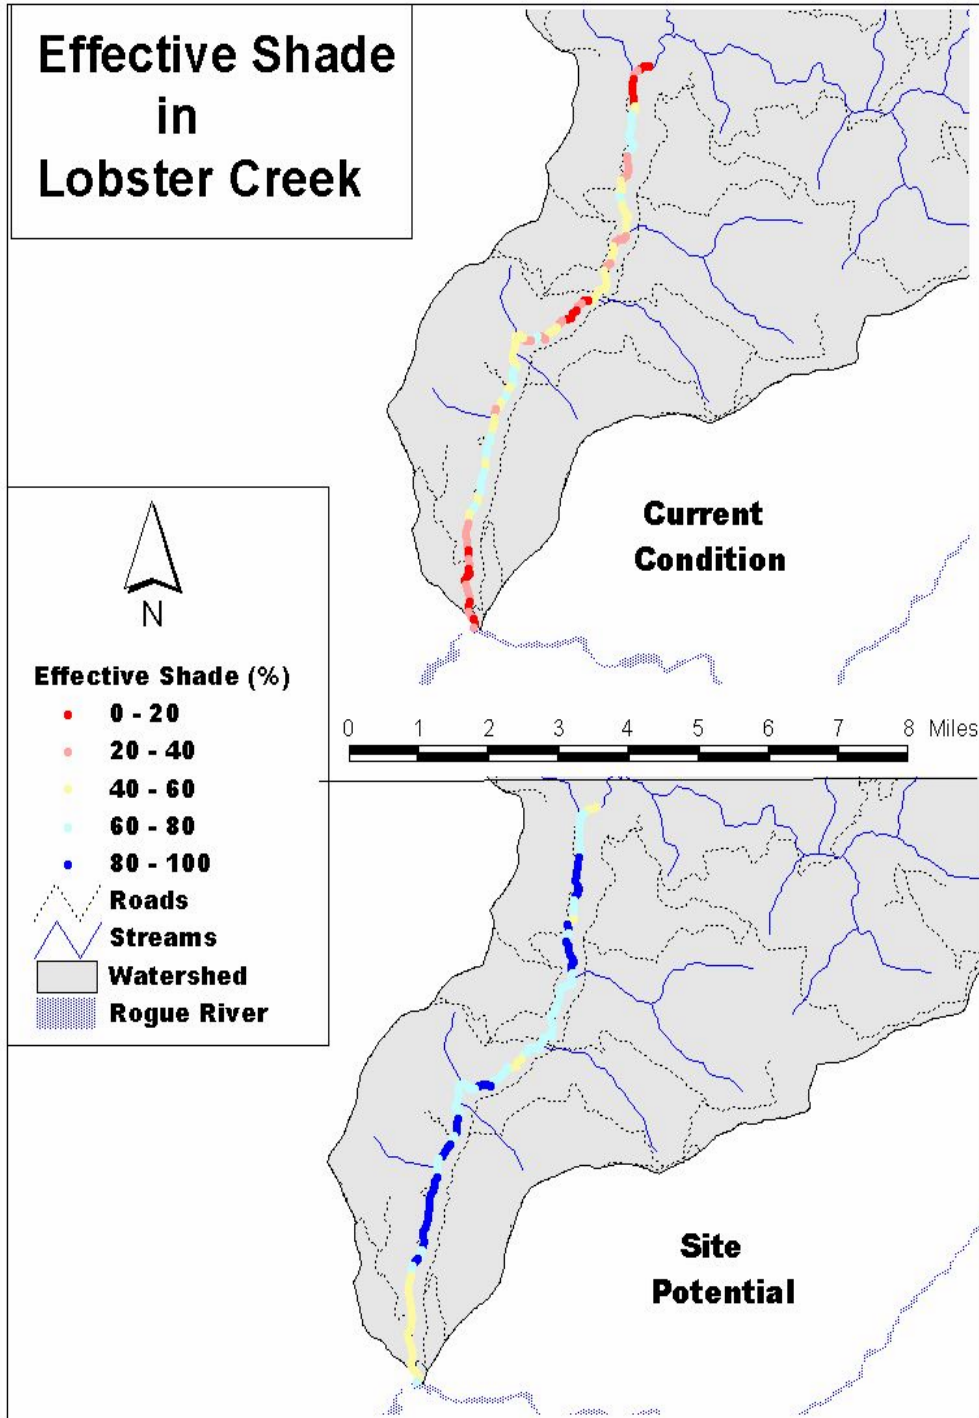 Effective Shade
in
Lobster Creek
Current
Condition
N
Effective Shade (%)
0 - 20
20 - 40
40 - 60
60 - 80
80 - 100
Roads
Streams
Watershed
Rogue River
0 1 2 3 4 5 6 7 8 Miles
Site
Potential